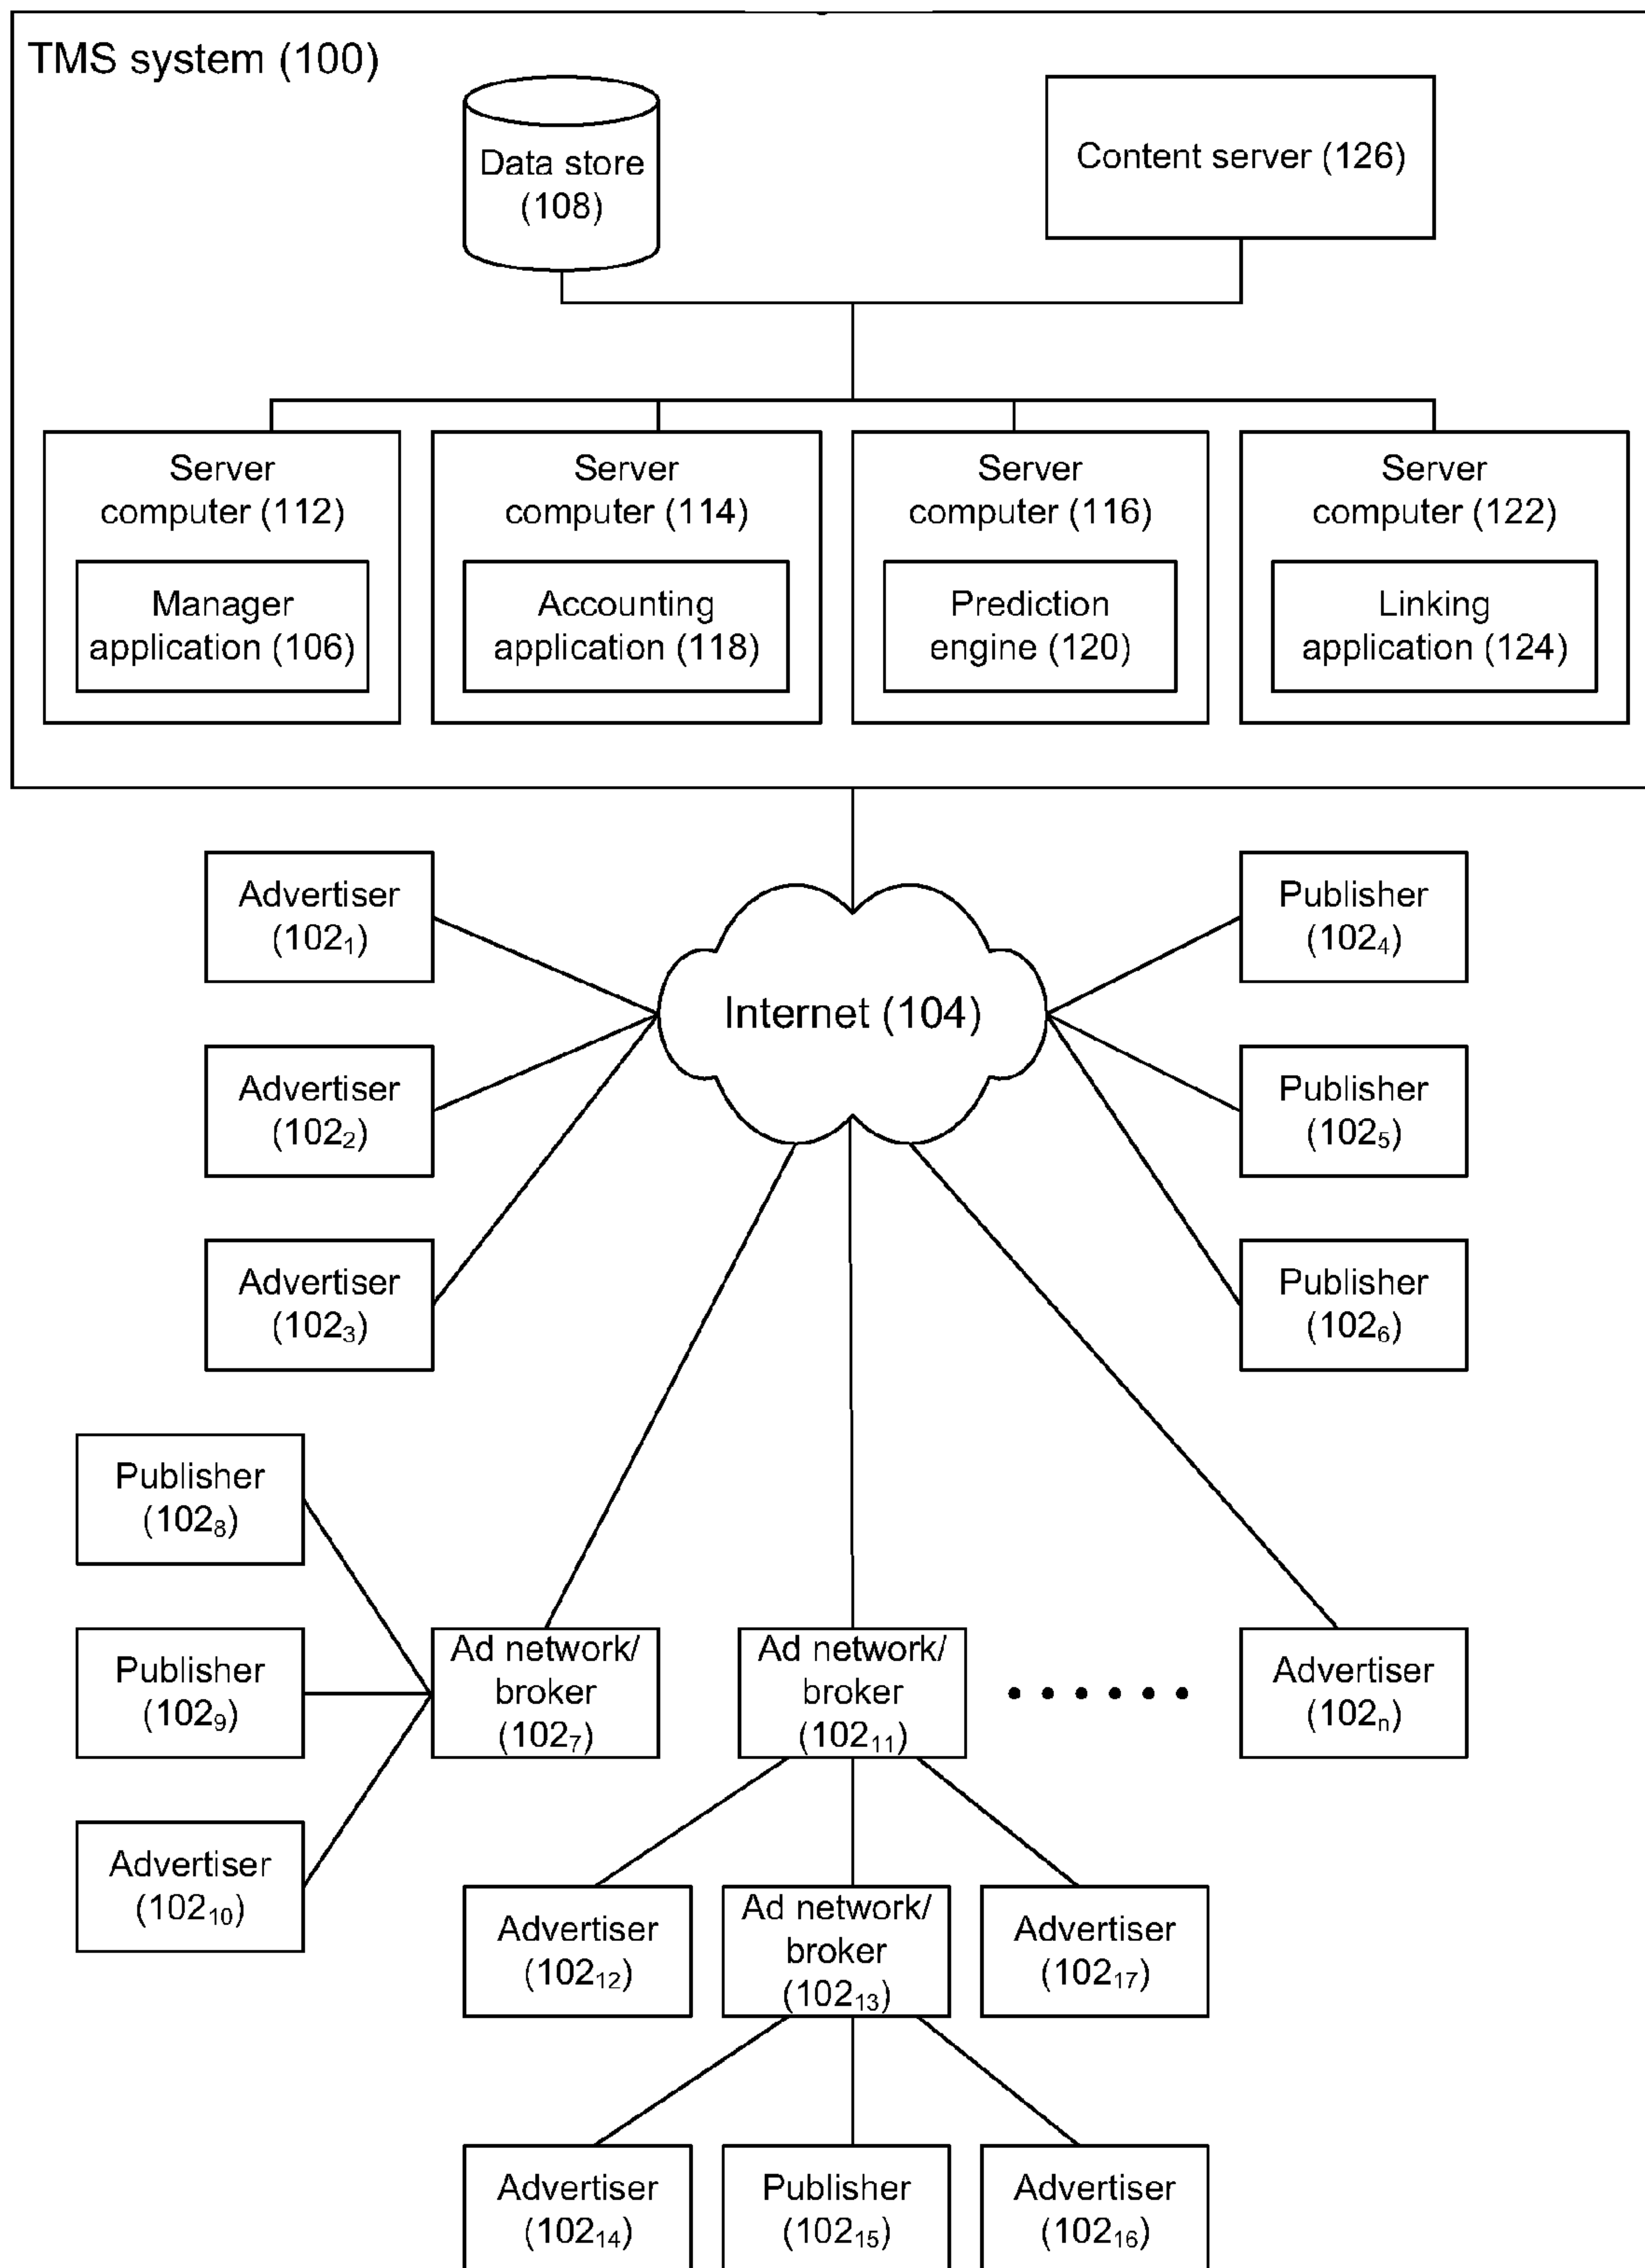 TMS system (100)
Data store
(108)
Content server (126)
Server
computer (112)
Manager
application (106)
Server
computer (114)
Accounting
application (118)
Server
computer (116)
Prediction
engine (120)
Server
computer (122)
Linking
application (124)
Advertiser
(102₁)
Publisher
(102₄)
Internet (104)
Advertiser
(102₂)
Publisher
(102₅)
Advertiser
(102₃)
Publisher
(102₆)
Publisher
(102₈)
Publisher
(102₉)
Advertiser
(102₁₀)
Ad network/
broker
(102₇)
Ad network/
broker
(102₁₁)
Advertiser
(102ₙ)
Advertiser
(102₁₂)
Ad network/
broker
(102₁₃)
Advertiser
(102₁₇)
Advertiser
(102₁₄)
Publisher
(102₁₅)
Advertiser
(102₁₆)